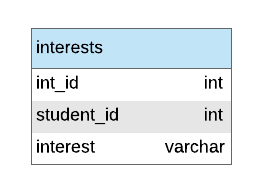 interests
int_id int
student_id int
interest varchar